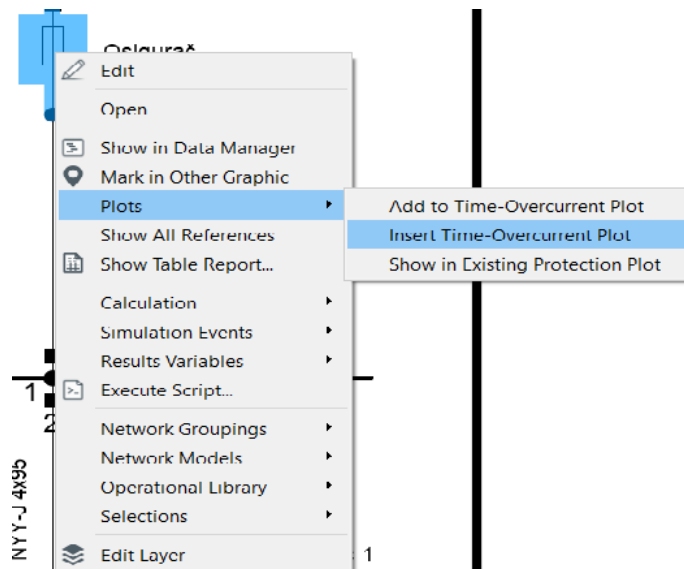 Osigurač
Edit
Open
Show in Data Manager
Mark in Other Graphic
Plots
Add to Time-Overcurrent Plot
Show All References
Insert Time-Overcurrent Plot
Show Table Report...
Show in Existing Protection Plot
Calculation
Simulation Events
Results Variables
1
Execute Script...
2
Network Groupings
Network Models
Operational Library
Selections
NYY-J 4x95
Edit Layer
1